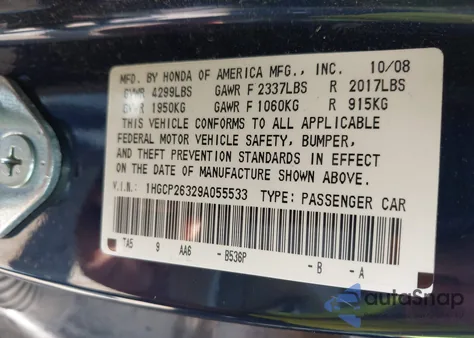 MFD. BY HONDA OF AMERICA MFG., INC. 10/08
GVWR 4299LBS GAWR F 2337LBS R 2017LBS
GVWR 1950KG GAWR F 1060KG R 915KG
THIS VEHICLE CONFORMS TO ALL APPLICABLE
FEDERAL MOTOR VEHICLE SAFETY, BUMPER,
AND THEFT PREVENTION STANDARDS IN EFFECT
ON THE DATE OF MANUFACTURE SHOWN ABOVE.
V.I.N.: 1HGCP26329A055533 TYPE: PASSENGER CAR
TA5 9 AA6 - B536P - B - A
autoSnap